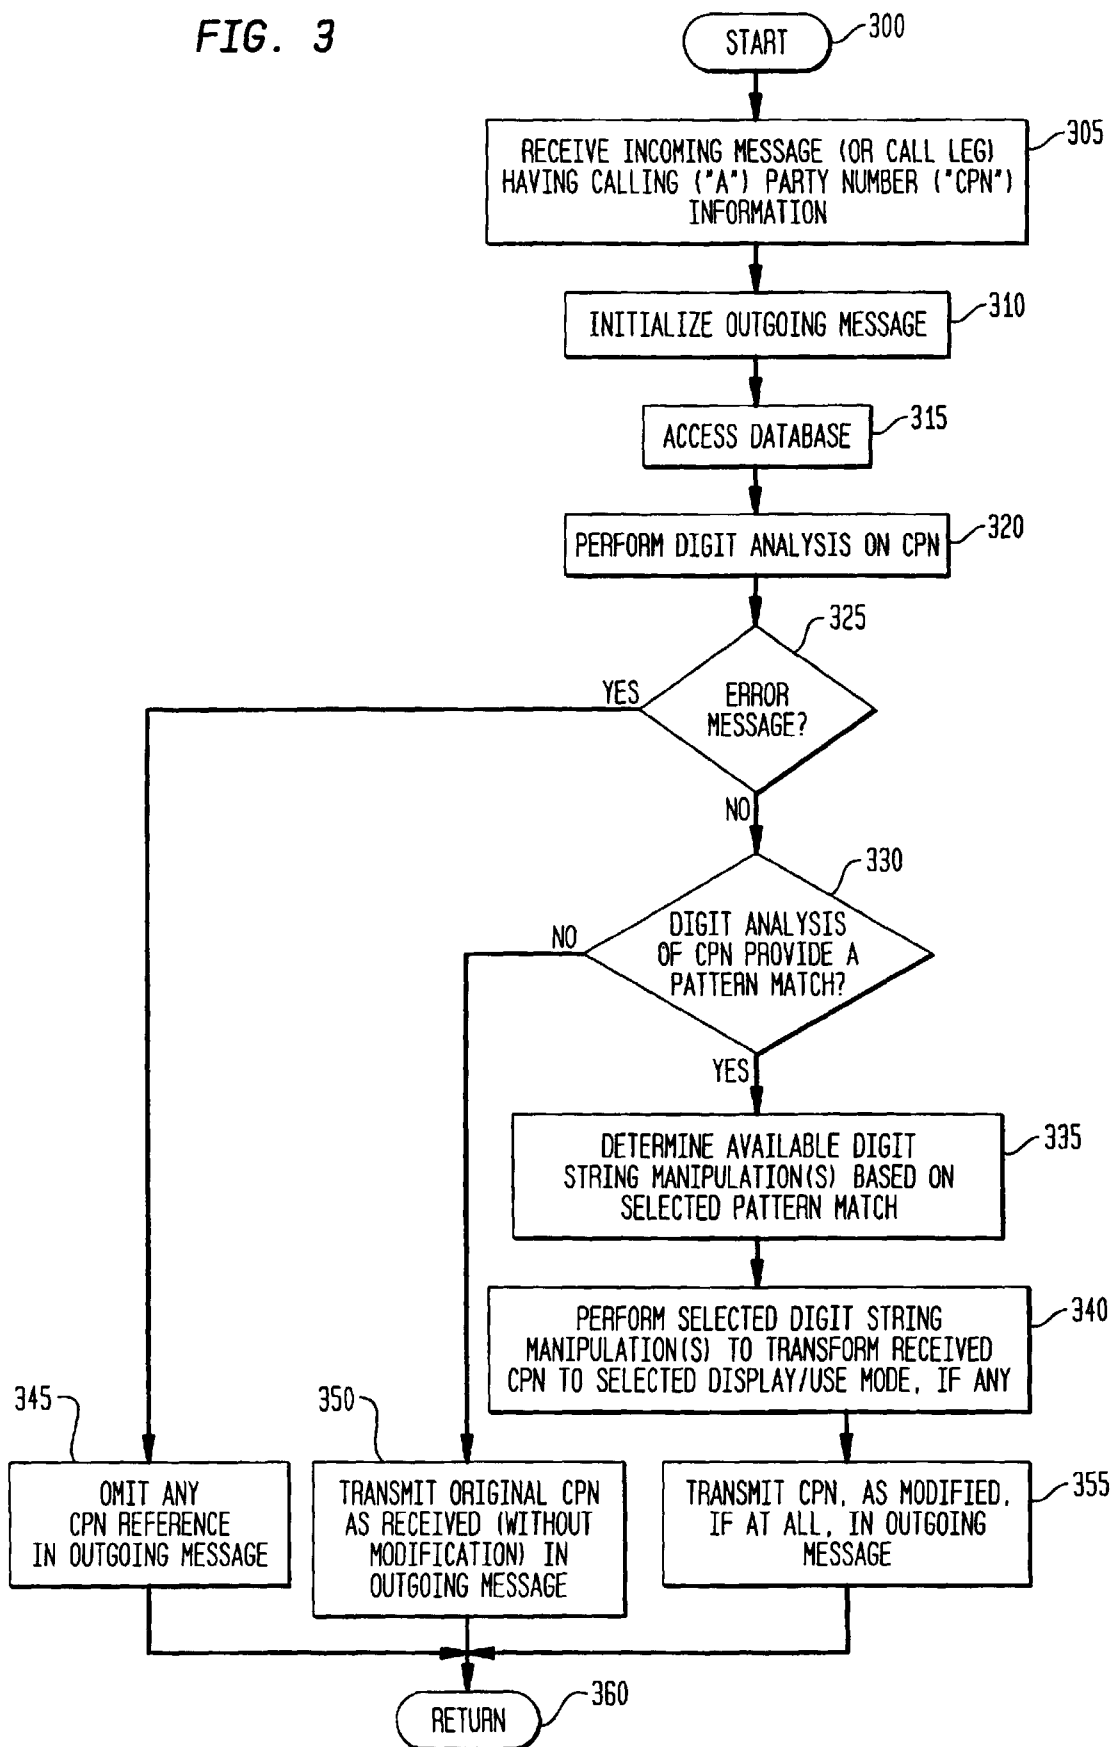 FIG. 3
START
300
RECEIVE INCOMING MESSAGE (OR CALL LEG)
HAVING CALLING ("A") PARTY NUMBER ("CPN")
INFORMATION
305
INITIALIZE OUTGOING MESSAGE
310
ACCESS DATABASE
315
PERFORM DIGIT ANALYSIS ON CPN
320
325
ERROR
MESSAGE?
YES
NO
330
DIGIT ANALYSIS
OF CPN PROVIDE A
PATTERN MATCH?
NO
YES
DETERMINE AVAILABLE DIGIT
STRING MANIPULATION(S) BASED ON
SELECTED PATTERN MATCH
335
PERFORM SELECTED DIGIT STRING
MANIPULATION(S) TO TRANSFORM RECEIVED
CPN TO SELECTED DISPLAY/USE MODE, IF ANY
340
345
OMIT ANY
CPN REFERENCE
IN OUTGOING MESSAGE
350
TRANSMIT ORIGINAL CPN
AS RECEIVED (WITHOUT
MODIFICATION) IN
OUTGOING MESSAGE
TRANSMIT CPN, AS MODIFIED,
IF AT ALL, IN OUTGOING
MESSAGE
355
RETURN
360